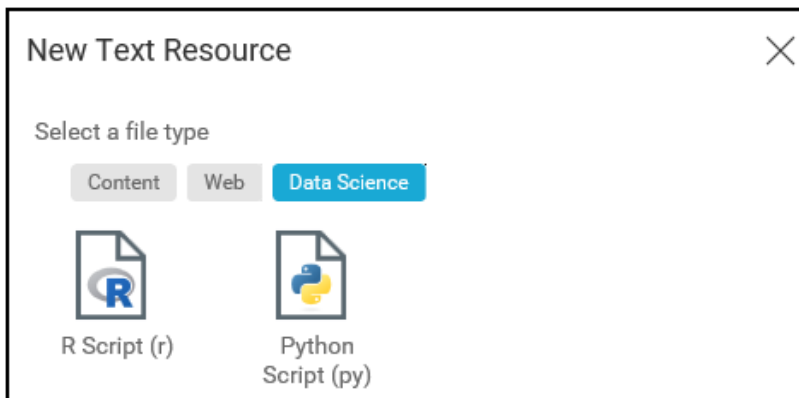 New Text Resource
Select a file type
Content Web Data Science
R
R Script (r)
Python
Script (py)